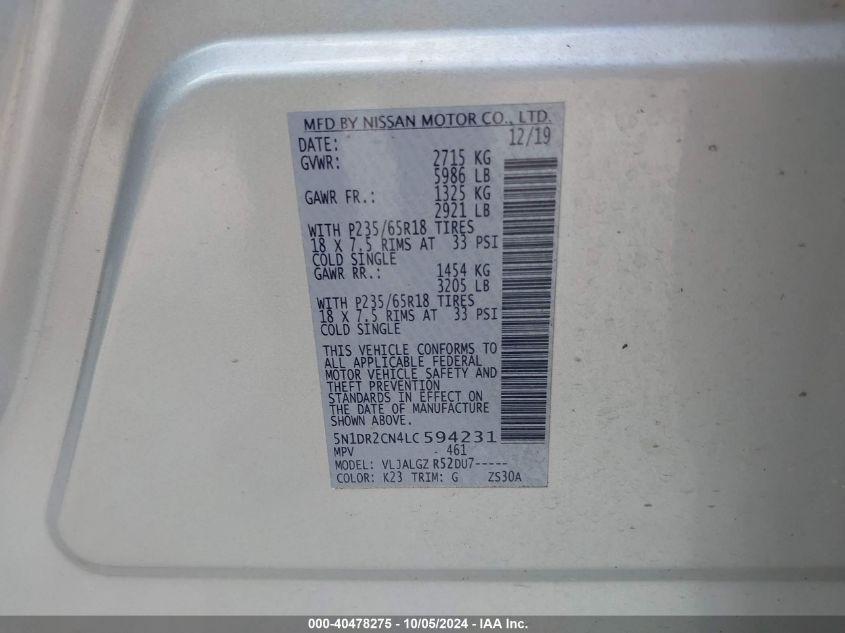 MFD BY NISSAN MOTOR CO., LTD.
DATE: 12/19
GVWR: 2715 KG
5986 LB
GAWR FR.: 1325 KG
2921 LB
WITH P235/65R18 TIRES
18 X 7.5 RIMS AT 33 PSI
COLD SINGLE
GAWR RR.: 1454 KG
3205 LB
WITH P235/65R18 TIRES
18 X 7.5 RIMS AT 33 PSI
COLD SINGLE
THIS VEHICLE CONFORMS TO
ALL APPLICABLE FEDERAL
MOTOR VEHICLE SAFETY AND
THEFT PREVENTION
STANDARDS IN EFFECT ON
THE DATE OF MANUFACTURE
SHOWN ABOVE.
5N1DR2CN4LC594231
MPV - 461
MODEL: VLJALGZ R52DU7-----
COLOR: K23 TRIM: G ZS30A
000-40478275 - 10/05/2024 - IAA Inc.